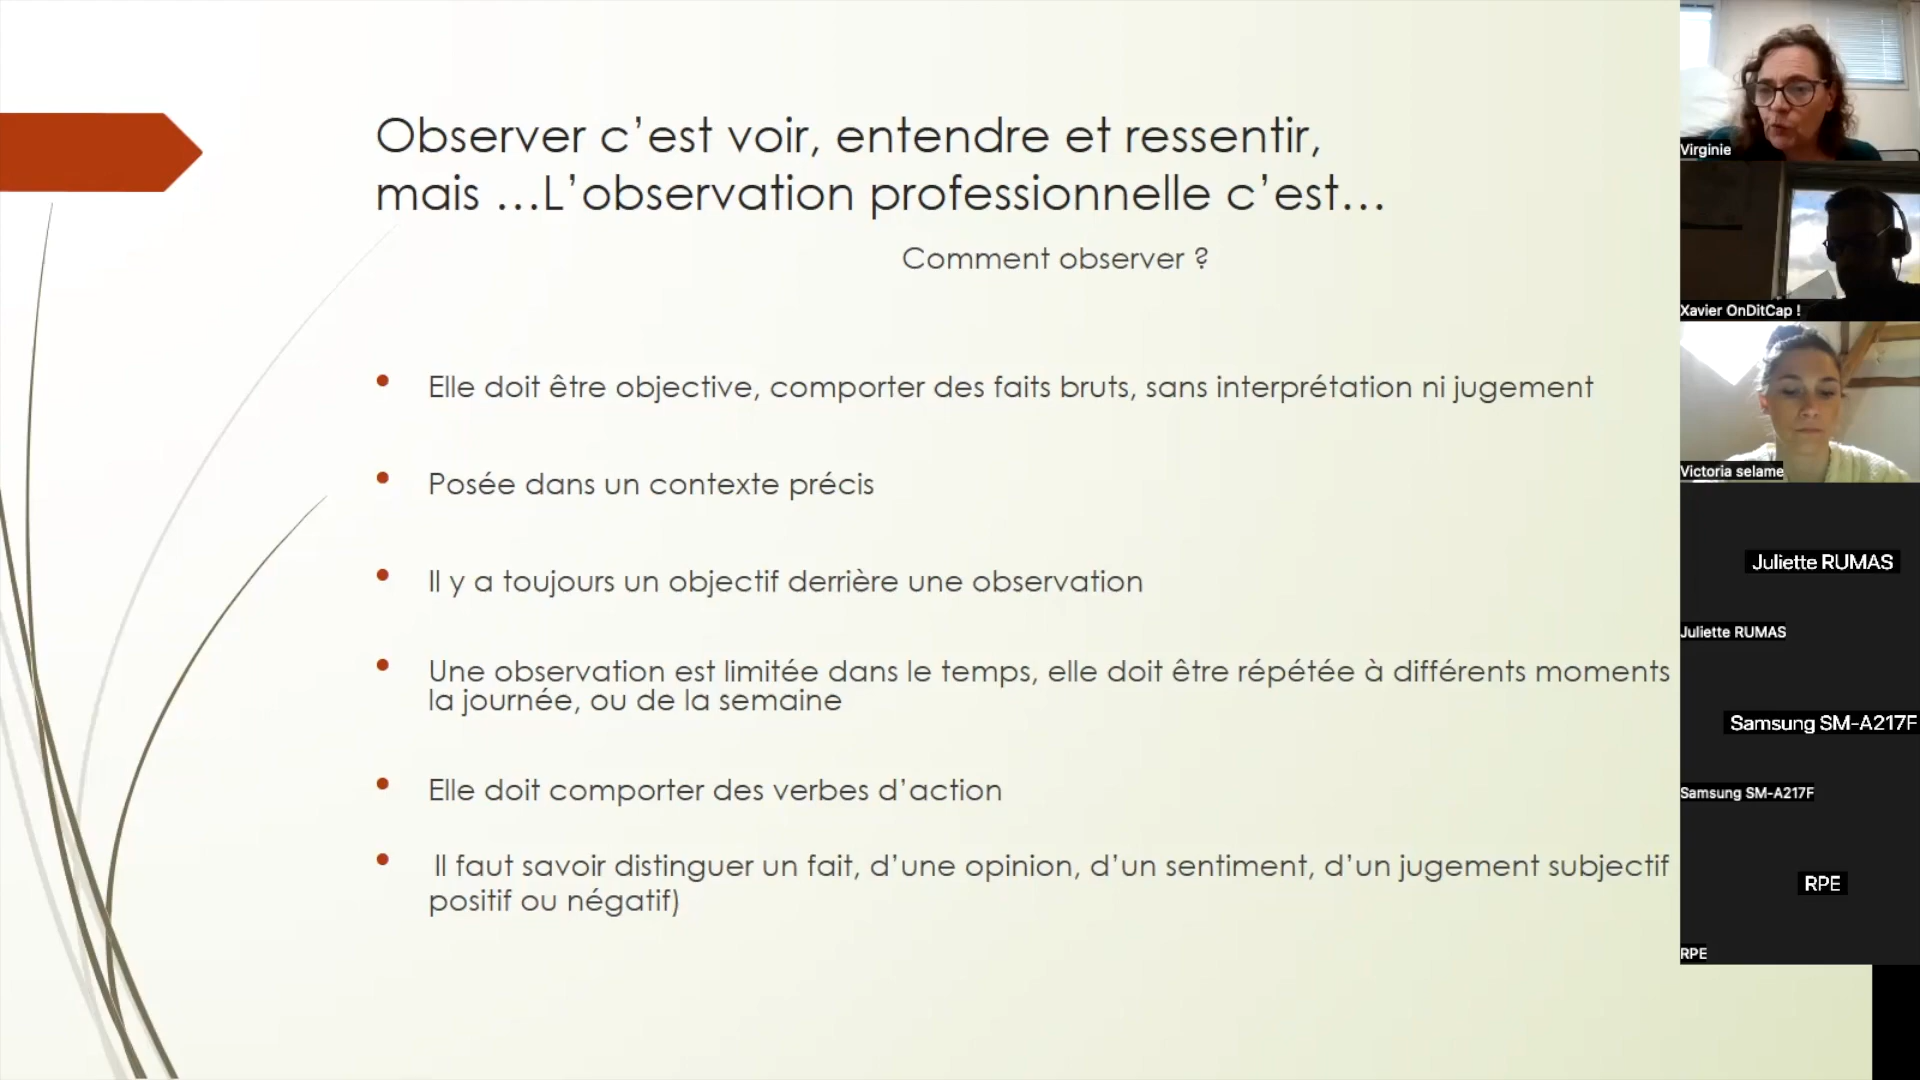 Observer c’est voir, entendre et ressentir,
mais …L’observation professionnelle c’est…
Comment observer ?
• Elle doit être objective, comporter des faits bruts, sans interprétation ni jugement
• Posée dans un contexte précis
• Il y a toujours un objectif derrière une observation
• Une observation est limitée dans le temps, elle doit être répétée à différents moments
la journée, ou de la semaine
• Elle doit comporter des verbes d’action
• Il faut savoir distinguer un fait, d’une opinion, d’un sentiment, d’un jugement subjectif
positif ou négatif)
Virginie
Xavier OnDitCap !
Victoria selame
Juliette RUMAS
Juliette RUMAS
Samsung SM-A217F
Samsung SM-A217F
RPE
RPE